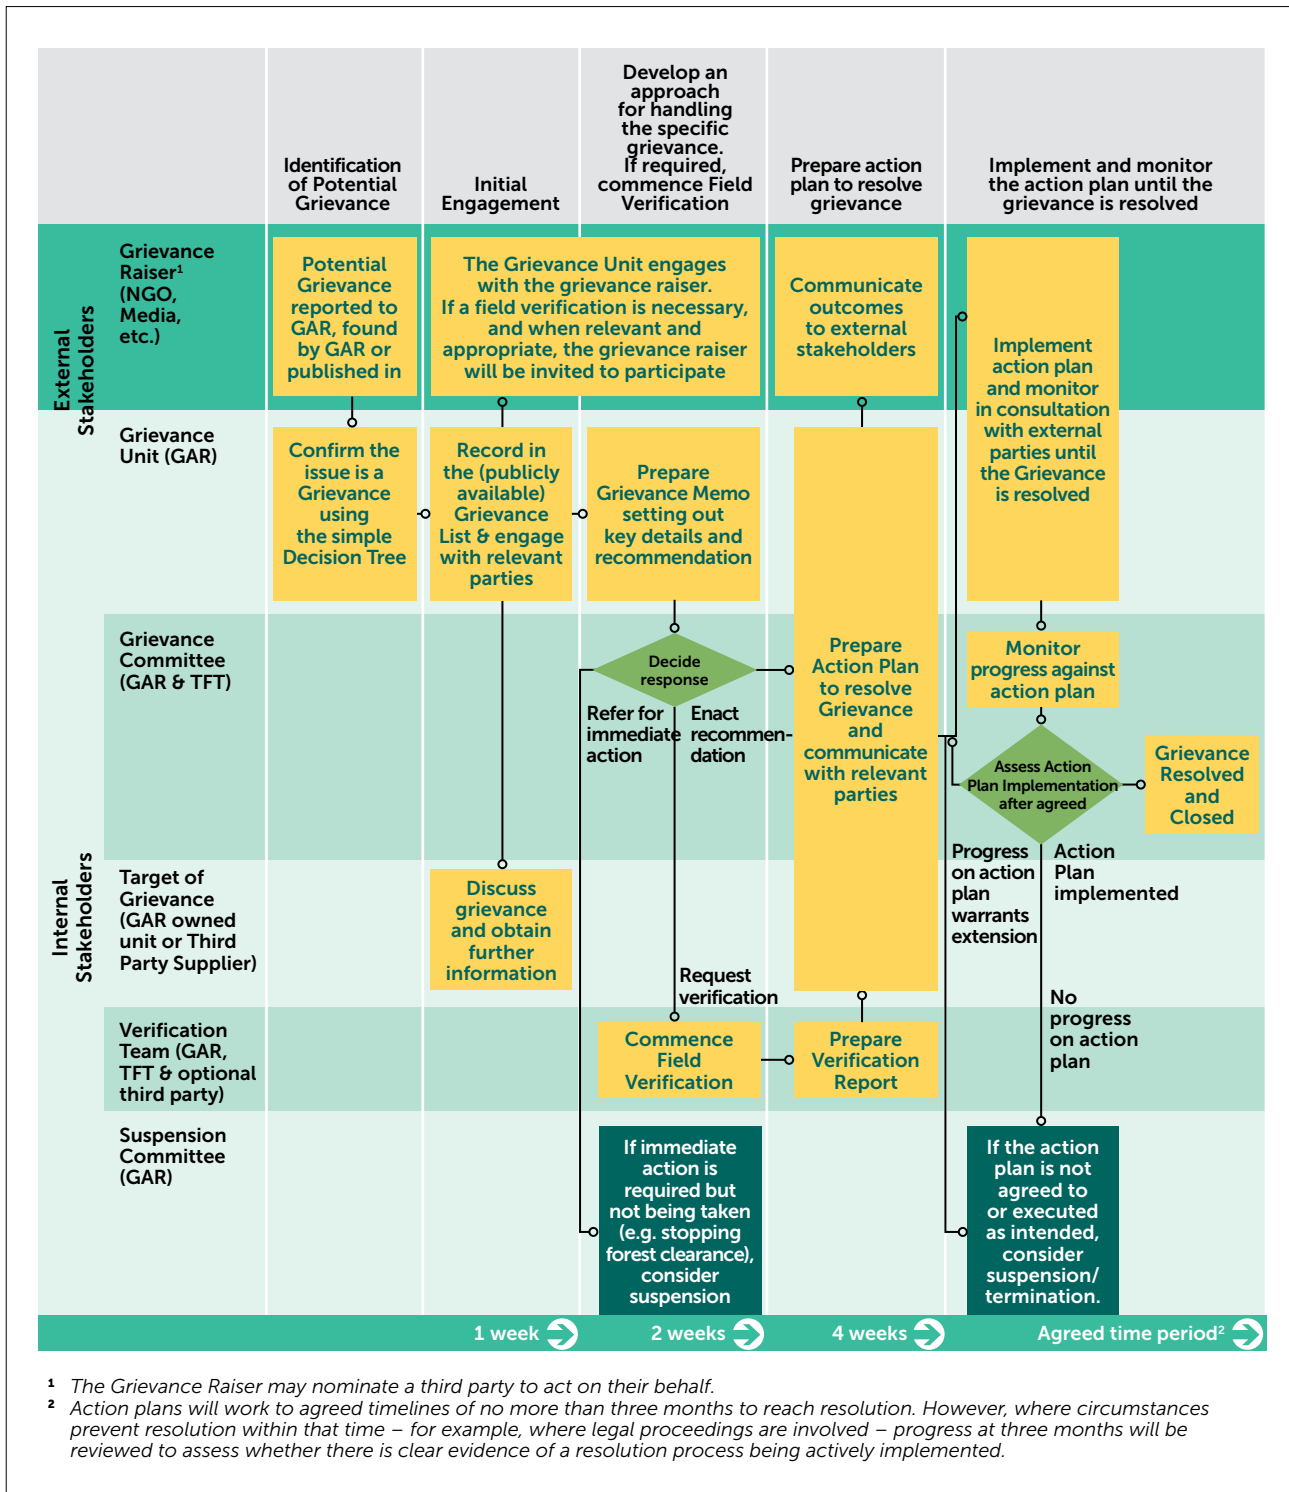 Identification
of Potential
Grievance
Initial
Engagement
Develop an
approach
for handling
the specific
grievance.
If required,
commence Field
Verification
Prepare action
plan to resolve
grievance
Implement and monitor
the action plan until the
grievance is resolved
External
Stakeholders
Grievance
Raiser¹
(NGO,
Media,
etc.)
Potential
Grievance
reported to
GAR, found
by GAR or
published in
The Grievance Unit engages
with the grievance raiser.
If a field verification is necessary,
and when relevant and
appropriate, the grievance raiser
will be invited to participate
Communicate
outcomes
to external
stakeholders
Implement
action plan
and monitor
in consultation
with external
parties until
the Grievance
is resolved
Internal
Stakeholders
Grievance
Unit (GAR)
Confirm the
issue is a
Grievance
using
the simple
Decision Tree
Record in
the (publicly
available)
Grievance
List & engage
with relevant
parties
Prepare
Grievance Memo
setting out
key details and
recommendation
Prepare
Action Plan
to resolve
Grievance
and
communicate
with relevant
parties
Grievance
Committee
(GAR & TFT)
Decide
response
Refer for
immediate
action
Enact
recommen-
dation
Monitor
progress against
action plan
Assess Action
Plan Implementation
after agreed
Grievance
Resolved
and
Closed
Progress
on action
plan
warrants
extension
Action
Plan
implemented
Target of
Grievance
(GAR owned
unit or Third
Party Supplier)
Discuss
grievance
and obtain
further
information
Request
verification
No
progress
on action
plan
Verification
Team (GAR,
TFT & optional
third party)
Commence
Field
Verification
Prepare
Verification
Report
Suspension
Committee
(GAR)
If immediate
action is
required but
not being taken
(e.g. stopping
forest clearance),
consider
suspension
If the action
plan is not
agreed to
or executed
as intended,
consider
suspension/
termination.
1 week
2 weeks
4 weeks
Agreed time period²
¹ The Grievance Raiser may nominate a third party to act on their behalf.
² Action plans will work to agreed timelines of no more than three months to reach resolution. However, where circumstances
prevent resolution within that time – for example, where legal proceedings are involved – progress at three months will be
reviewed to assess whether there is clear evidence of a resolution process being actively implemented.